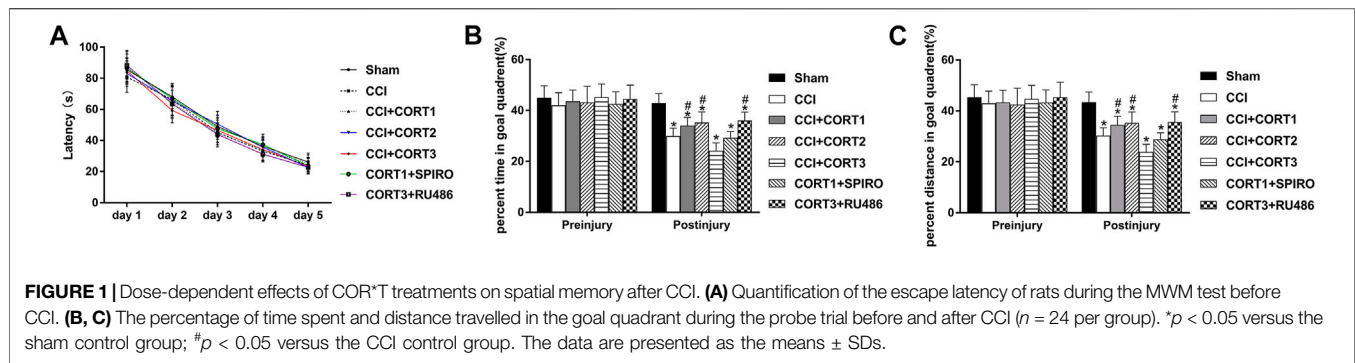 A
Latency (s)
100
80
60
40
20
0
day 1 day 2 day 3 day 4 day 5
Sham
CCI
CCI+CORT1
CCI+CORT2
CCI+CORT3
CORT1+SPIRO
CORT3+RU486
B
percent time in goal quadrent(%)
60
40
20
0
* # * # * * * # *
Preinjury Postinjury
Sham
CCI
CCI+CORT1
CCI+CORT2
CCI+CORT3
CORT1+SPIRO
CORT3+RU486
C
percent distance in goal quadrent(%)
60
40
20
0
* # * # * * * # *
Preinjury Postinjury
Sham
CCI
CCI+CORT1
CCI+CORT2
CCI+CORT3
CORT1+SPIRO
CORT3+RU486
FIGURE 1 | Dose-dependent effects of COR*T treatments on spatial memory after CCI. (A) Quantification of the escape latency of rats during the MWM test before
CCI. (B, C) The percentage of time spent and distance travelled in the goal quadrant during the probe trial before and after CCI (n = 24 per group). *p < 0.05 versus the
sham control group; #p < 0.05 versus the CCI control group. The data are presented as the means ± SDs.